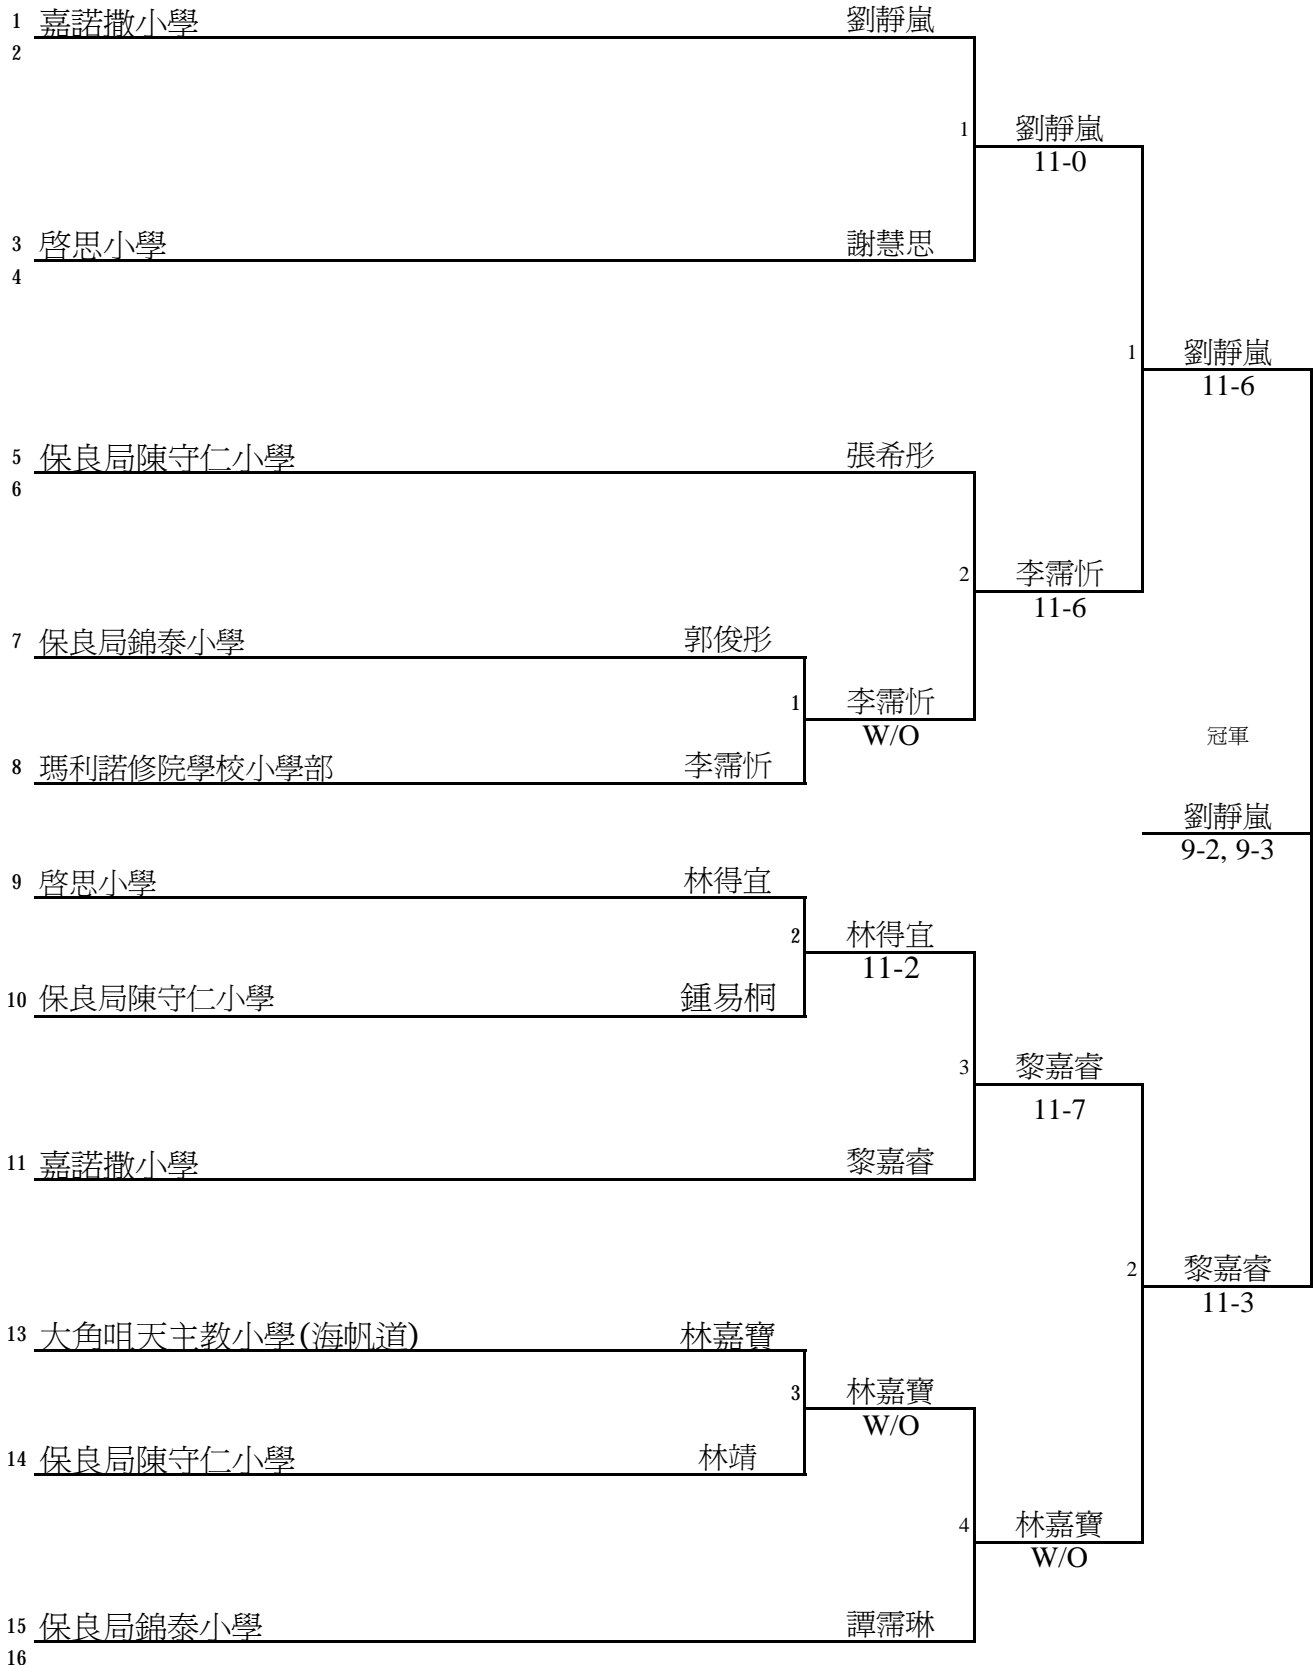 1 嘉諾撒小學 劉靜嵐
2
1 劉靜嵐
11-0
3 啓思小學 謝慧思
4
1 劉靜嵐
11-6
5 保良局陳守仁小學 張希彤
6
2 李霈忻
11-6
7 保良局錦泰小學 郭俊彤
1 李霈忻
W/O
冠軍
8 瑪利諾修院學校小學部 李霈忻
劉靜嵐
9-2, 9-3
9 啓思小學 林得宜
2 林得宜
11-2
10 保良局陳守仁小學 鍾易桐
3 黎嘉睿
11-7
11 嘉諾撒小學 黎嘉睿
2 黎嘉睿
11-3
13 大角咀天主教小學(海帆道) 林嘉寶
3 林嘉寶
W/O
14 保良局陳守仁小學 林靖
4 林嘉寶
W/O
15 保良局錦泰小學 譚霈琳
16